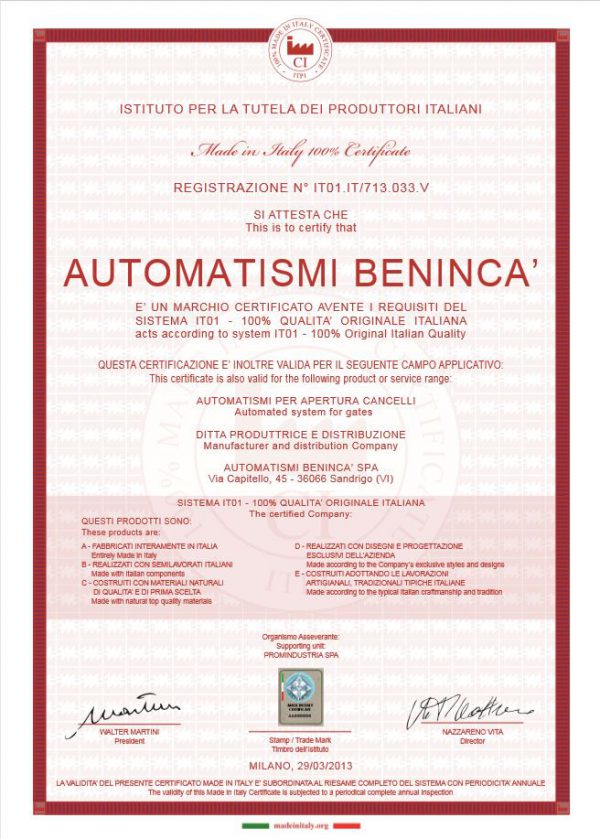 100% MADE IN ITALY CERTIFICATE
CI
ITPI
ISTITUTO PER LA TUTELA DEI PRODUTTORI ITALIANI
Made in Italy 100% Certificate
REGISTRAZIONE N° IT01.IT/713.033.V
SI ATTESTA CHE
This is to certify that
AUTOMATISMI BENINCA’
E’ UN MARCHIO CERTIFICATO AVENTE I REQUISITI DEL
SISTEMA IT01 - 100% QUALITA’ ORIGINALE ITALIANA
acts according to system IT01 - 100% Original Italian Quality
QUESTA CERTIFICAZIONE E’ INOLTRE VALIDA PER IL SEGUENTE CAMPO APPLICATIVO:
This certificate is also valid for the following product or service range:
AUTOMATISMI PER APERTURA CANCELLI
Automated system for gates
DITTA PRODUTTRICE E DISTRIBUZIONE
Manufacturer and distribution Company
AUTOMATISMI BENINCA’ SPA
Via Capitello, 45 - 36066 Sandrigo (VI)
SISTEMA IT01 - 100% QUALITA’ ORIGINALE ITALIANA
The certified Company:
QUESTI PRODOTTI SONO:
These products are:
A - FABBRICATI INTERAMENTE IN ITALIA
Entirely Made in Italy
B - REALIZZATI CON SEMILAVORATI ITALIANI
Made with Italian components
C - COSTRUITI CON MATERIALI NATURALI
DI QUALITA’ E DI PRIMA SCELTA
Made with natural top quality materials
D - REALIZZATI CON DISEGNI E PROGETTAZIONE
ESCLUSIVI DELL’AZIENDA
Made according to the Company’s exclusive styles and designs
E - COSTRUITI ADOTTANDO LE LAVORAZIONI
ARTIGIANALI, TRADIZIONALI TIPICHE ITALIANE
Made according to the typical Italian craftmanship and tradition
Organismo Asseverante:
Supporting unit:
PROMINDUSTRIA SPA
MADE IN ITALY
CERTIFICATE
WALTER MARTINI
President
Stamp / Trade Mark
Timbro dell’Istituto
NAZZARENO VITA
Director
MILANO, 29/03/2013
LA VALIDITA’ DEL PRESENTE CERTIFICATO MADE IN ITALY E’ SUBORDINATA AL RIESAME COMPLETO DEL SISTEMA CON PERIODICITA’ ANNUALE
The validity of this Made in Italy Certificate is subjected to a periodical complete annual inspection
madeinitaly.org